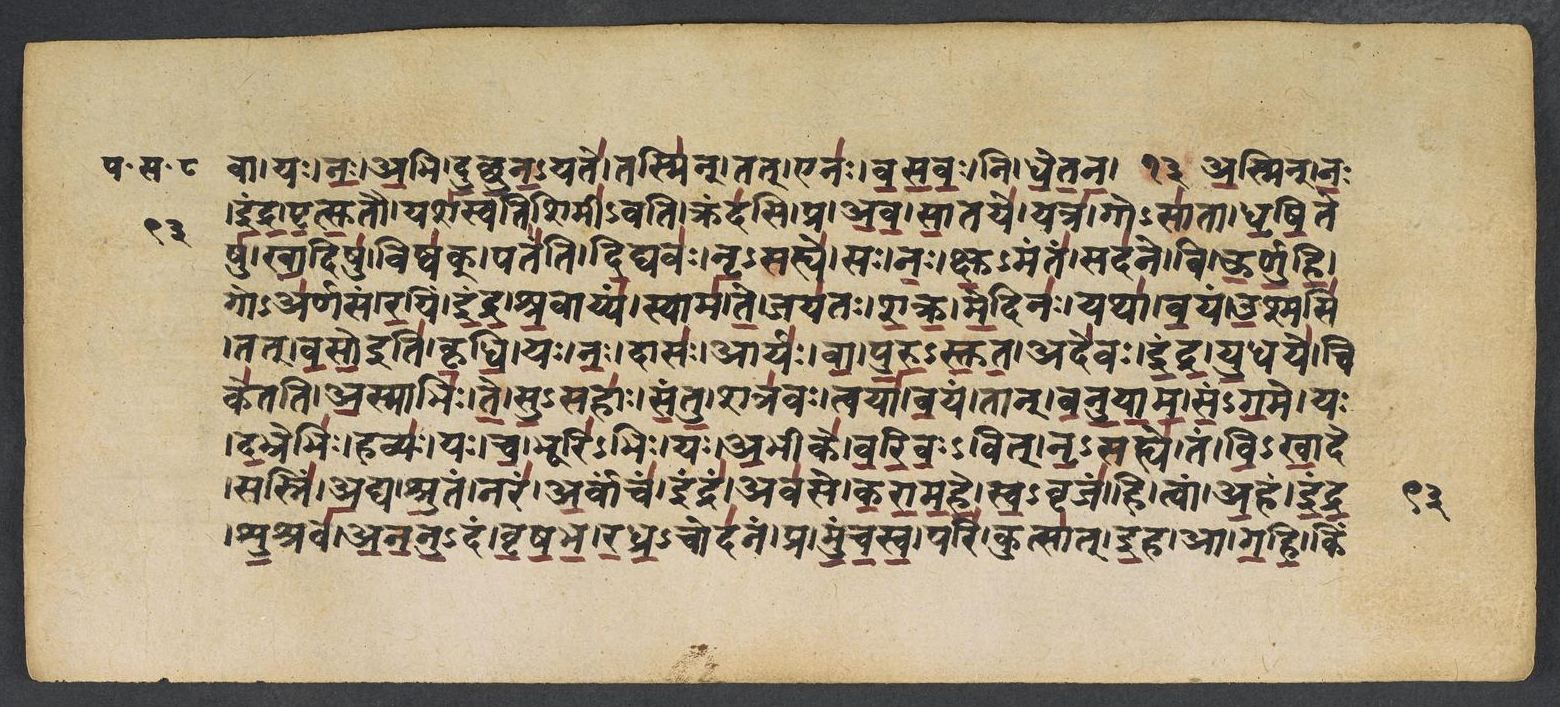 प॰ स॰ ८ वा।यः।नः।अभि।दुच्छुनऽयते।तस्मिन्।तत्।एनः।वसवः।नि।धेतन। १३ अस्मिन्।नः
९३ ।इंद्र।पृत्सुतौ।यशस्वति।शिमीऽवति।क्रंदसि।प्र।अव।सातये।यत्र।गोऽसाता।धृषिते
षु।खादिषु।विष्वक्।पतंति।दिद्यवः।नृऽसह्ये।सः।नः।क्षुऽमंतं।सदने।वि।ऊर्णुहि।
गोऽअर्णसं।रयिं।इंद्र।श्रवाय्यं।स्याम।ते।जयतः।शक्र।मेदिनः।यथा।वयं।उश्मसि
।तत्।वसो इति।कृधि।यः।नः।दासः।आर्यः।वा।पुरुऽस्तुत।अदेवः।इंद्र।युधये।चि
केतति।अस्माभिः।ते।सुऽसहाः।संतु।शत्रवः।त्वया।वयं।तान्।वनुयाम।संऽगमे।यः
।दभ्रेभिः।हव्यः।यः।च।भूरिऽभिः।यः।अभीके।वरिवःऽवित्।नृऽसह्ये।तं।विऽखादे
।सस्निं।अद्य।श्रुतं।नरं।अर्वांचं।इंद्रं।अवसे।करामहे।स्वऽवृजं।हि।त्वां।अहं।इंद्र ९३
।शुश्रव।अननुऽदं।वृषभ।रध्रऽचोदनं।प्र।मुंचस्व।परि।कुत्सात्।इह।आ।गहि।किं